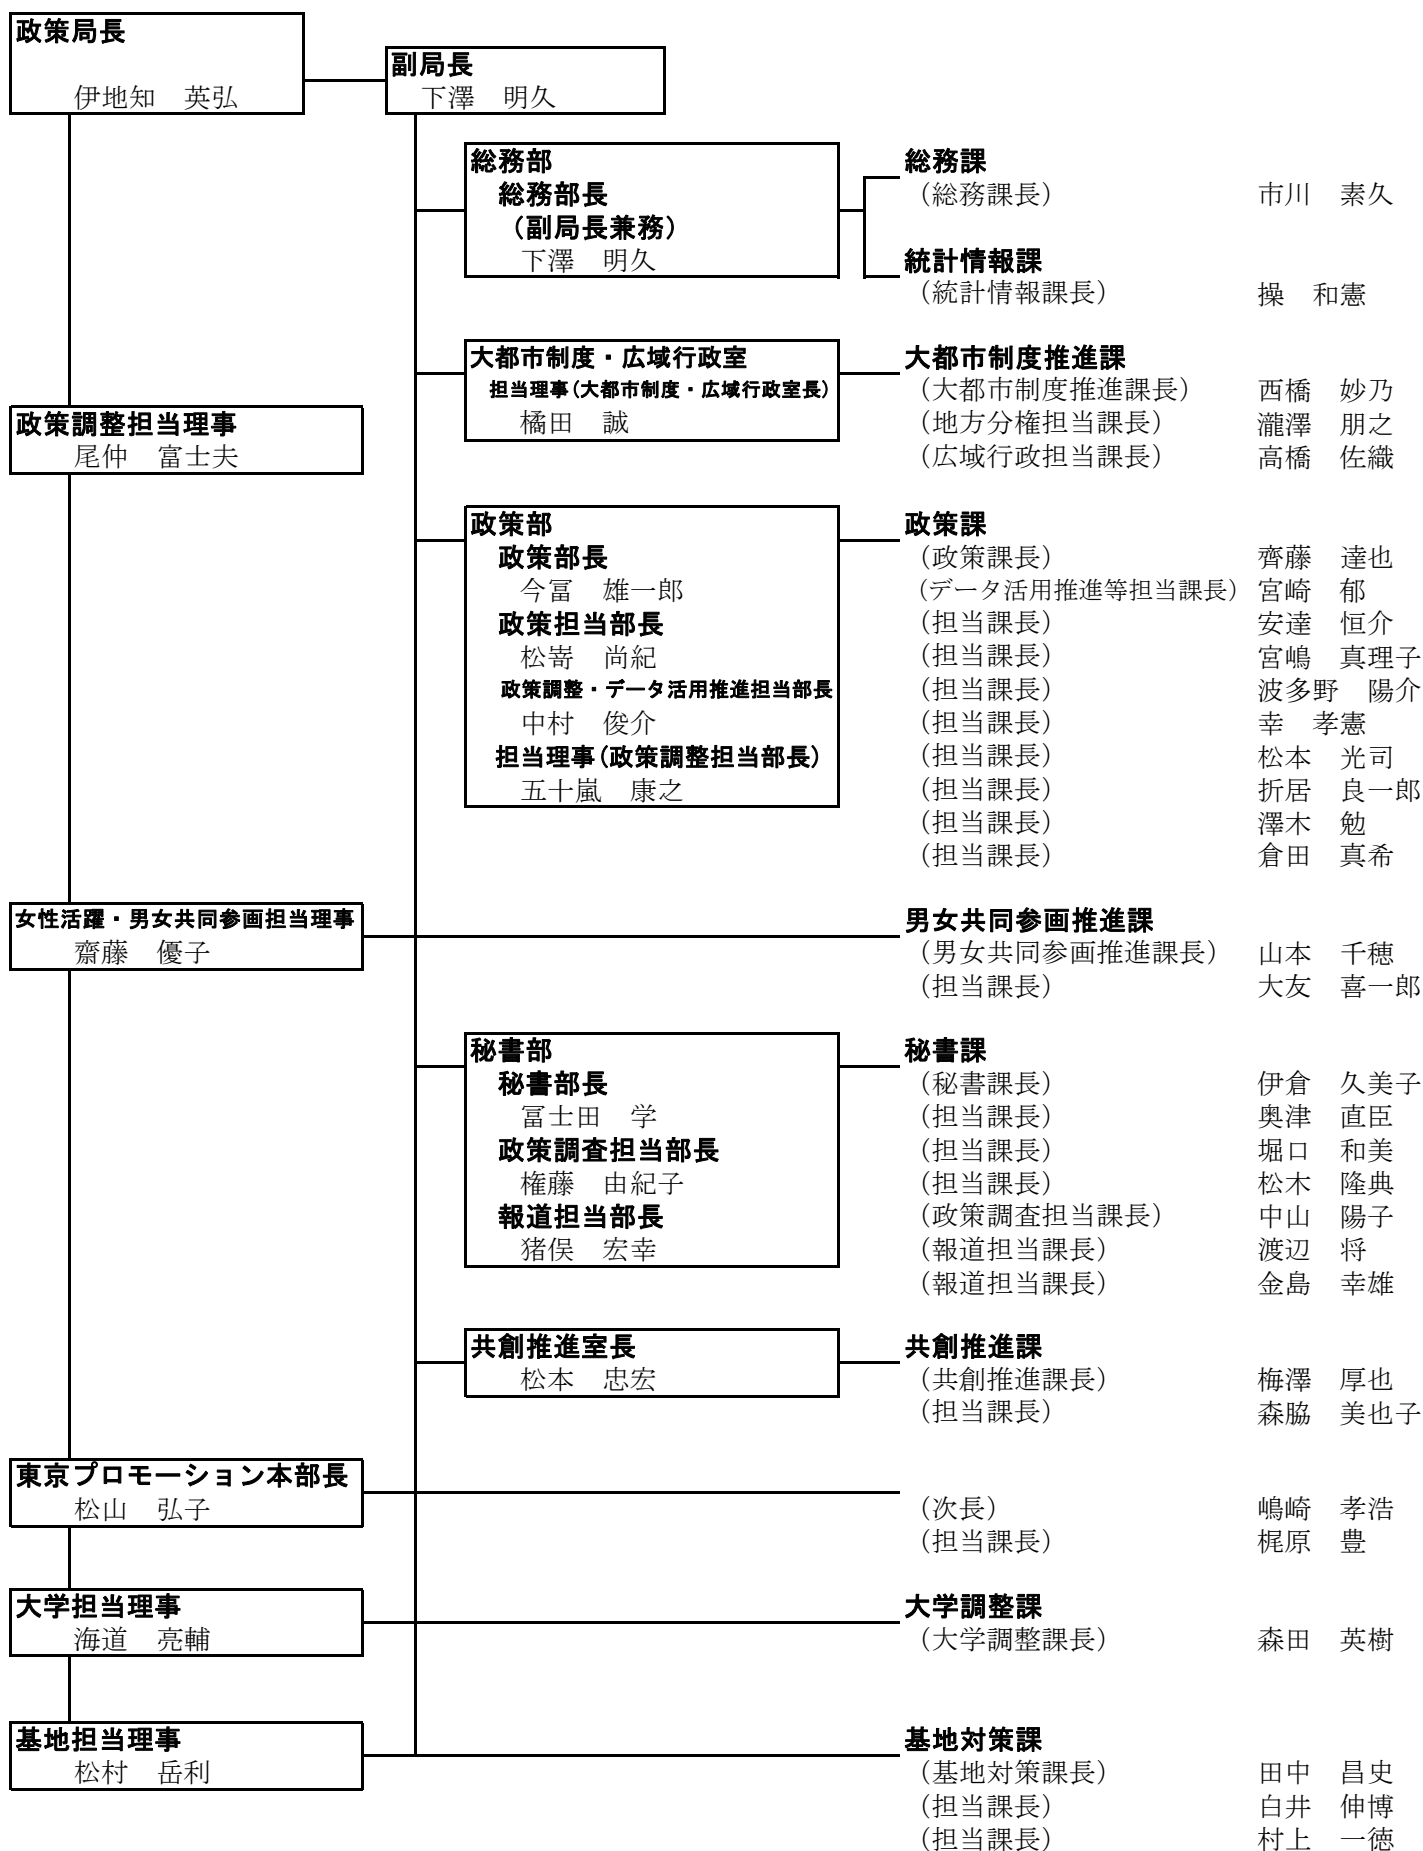 政策局長
伊地知　英弘
副局長
下澤　明久
総務部
総務部長
（副局長兼務）
下澤　明久
総務課
（総務課長）　市川　素久
統計情報課
（統計情報課長）　操　和憲
大都市制度・広域行政室
担当理事(大都市制度・広域行政室長)
橘田　誠
大都市制度推進課
（大都市制度推進課長）　西橋　妙乃
（地方分権担当課長）　瀧澤　朋之
（広域行政担当課長）　高橋　佐織
政策調整担当理事
尾仲　富士夫
政策部
政策部長
今冨　雄一郎
政策担当部長
松嵜　尚紀
政策調整・データ活用推進担当部長
中村　俊介
担当理事(政策調整担当部長)
五十嵐　康之
政策課
（政策課長）　齊藤　達也
（データ活用推進等担当課長）　宮崎　郁
（担当課長）　安達　恒介
（担当課長）　宮嶋　真理子
（担当課長）　波多野　陽介
（担当課長）　幸　孝憲
（担当課長）　松本　光司
（担当課長）　折居　良一郎
（担当課長）　澤木　勉
（担当課長）　倉田　真希
女性活躍・男女共同参画担当理事
齋藤　優子
男女共同参画推進課
（男女共同参画推進課長）　山本　千穂
（担当課長）　大友　喜一郎
秘書部
秘書部長
冨士田　学
政策調査担当部長
権藤　由紀子
報道担当部長
猪俣　宏幸
秘書課
（秘書課長）　伊倉　久美子
（担当課長）　奥津　直臣
（担当課長）　堀口　和美
（担当課長）　松木　隆典
（政策調査担当課長）　中山　陽子
（報道担当課長）　渡辺　将
（報道担当課長）　金島　幸雄
共創推進室長
松本　忠宏
共創推進課
（共創推進課長）　梅澤　厚也
（担当課長）　森脇　美也子
東京プロモーション本部長
松山　弘子
（次長）　嶋崎　孝浩
（担当課長）　梶原　豊
大学担当理事
海道　亮輔
大学調整課
（大学調整課長）　森田　英樹
基地担当理事
松村　岳利
基地対策課
（基地対策課長）　田中　昌史
（担当課長）　白井　伸博
（担当課長）　村上　一徳